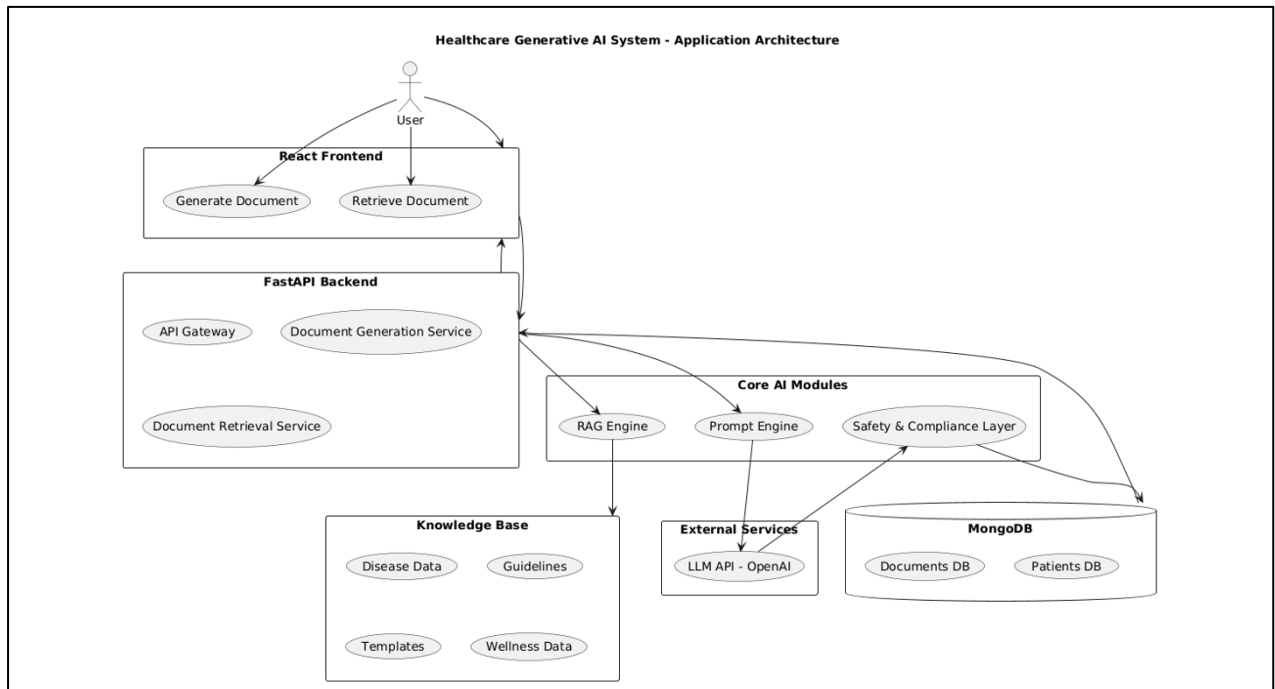 Healthcare Generative AI System - Application Architecture
User
React Frontend
Generate Document
Retrieve Document
FastAPI Backend
API Gateway
Document Generation Service
Document Retrieval Service
Core AI Modules
RAG Engine
Prompt Engine
Safety & Compliance Layer
Knowledge Base
Disease Data
Guidelines
Templates
Wellness Data
External Services
LLM API - OpenAI
MongoDB
Documents DB
Patients DB